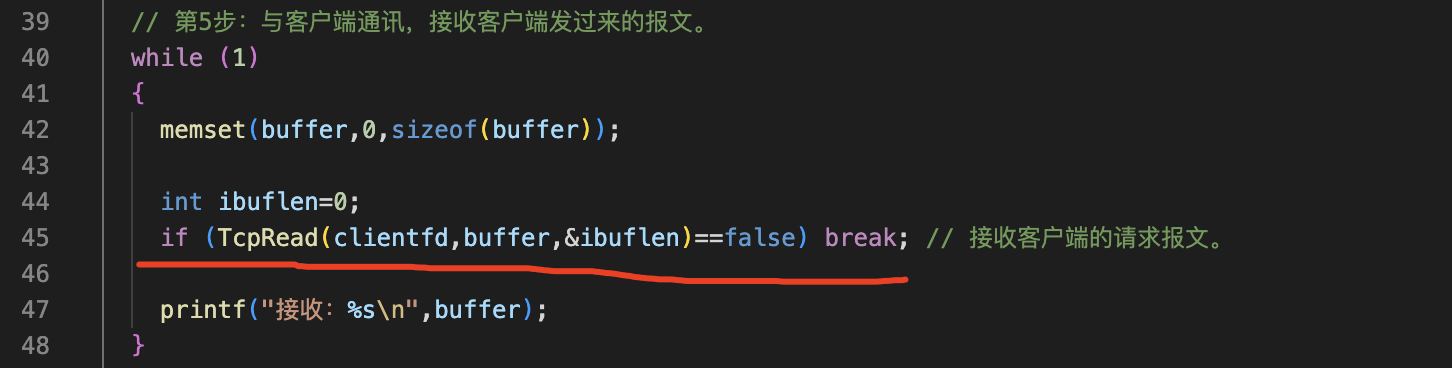 39 // 第5步：与客户端通讯，接收客户端发过来的报文。
40 while (1)
41 {
42 memset(buffer,0,sizeof(buffer));
43
44 int ibuflen=0;
45 if (TcpRead(clientfd,buffer,&ibuflen)==false) break; // 接收客户端的请求报文。
46
47 printf("接收：%s\n",buffer);
48 }